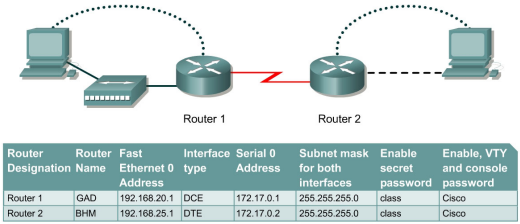 Router 1
Router 2
Router Designation
Router Name
Fast Ethernet 0 Address
Interface type
Serial 0 Address
Subnet mask for both interfaces
Enable secret password
Enable, VTY and console password
Router 1 GAD 192.168.20.1 DCE 172.17.0.1 255.255.255.0 class Cisco
Router 2 BHM 192.168.25.1 DTE 172.17.0.2 255.255.255.0 class Cisco